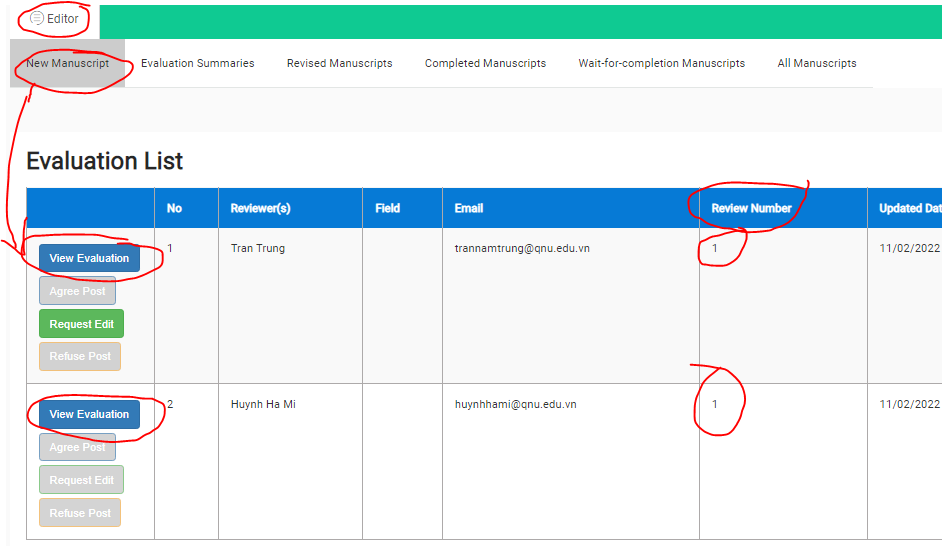 Editor
New Manuscript Evaluation Summaries Revised Manuscripts Completed Manuscripts Wait-for-completion Manuscripts All Manuscripts
Evaluation List
No Reviewer(s) Field Email Review Number Updated Dat
View Evaluation 1 Tran Trung trannamtrung@qnu.edu.vn 1 11/02/2022
Agree Post
Request Edit
Refuse Post
View Evaluation 2 Huynh Ha Mi huynhhami@qnu.edu.vn 1 11/02/2022
Agree Post
Request Edit
Refuse Post